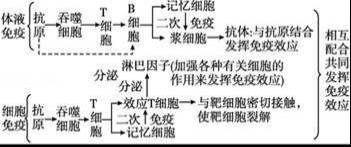 体液免疫 抗原 吞噬细胞 T细胞 B细胞 记忆细胞
二次免疫
浆细胞 抗体:与抗原结合发挥免疫效应
淋巴因子(加强各种有关细胞的作用来发挥免疫效应)
分泌
分泌
细胞免疫 抗原 吞噬细胞 T细胞 效应T细胞 与靶细胞密切接触,使靶细胞裂解
二次免疫
记忆细胞
相互配合共同发挥免疫效应